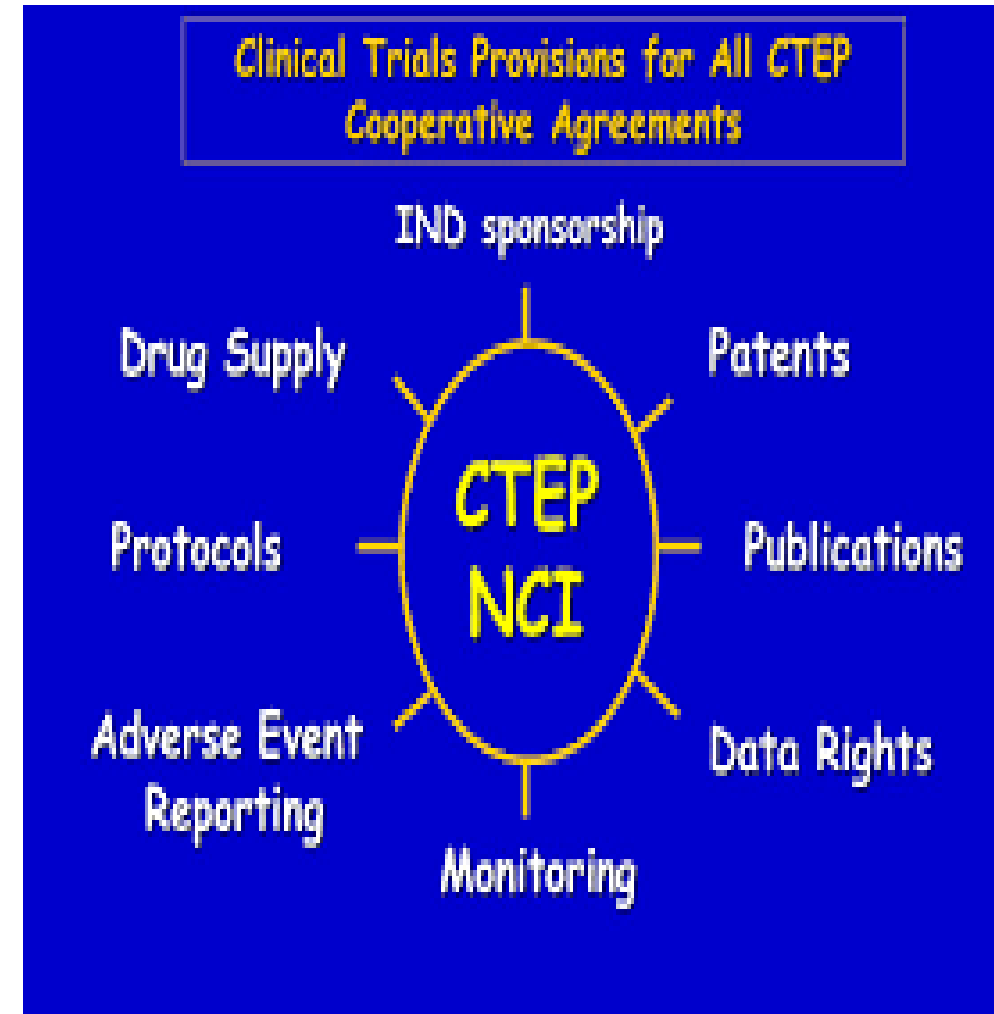 Clinical Trials Provisions for All CTEP
Cooperative Agreements
IND sponsorship
Drug Supply
Patents
CTEP
NCI
Protocols
Publications
Adverse Event
Reporting
Data Rights
Monitoring